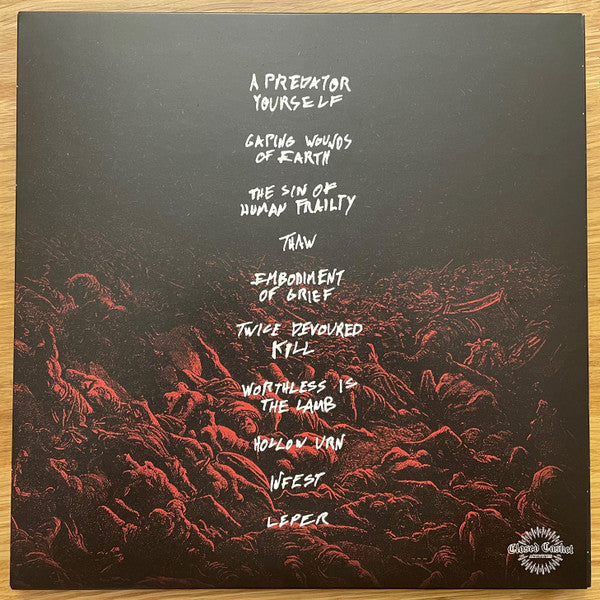 A PREDATOR
YOURSELF
GAPING WOUNDS
OF EARTH
THE SIN OF
HUMAN FRAILTY
THAW
EMBODIMENT
OF GRIEF
TWICE DEVOURED
KILL
WORTHLESS IS
THE LAMB
HOLLOW URN
INFEST
LEPER
Closed Casket
ACTIVITIES